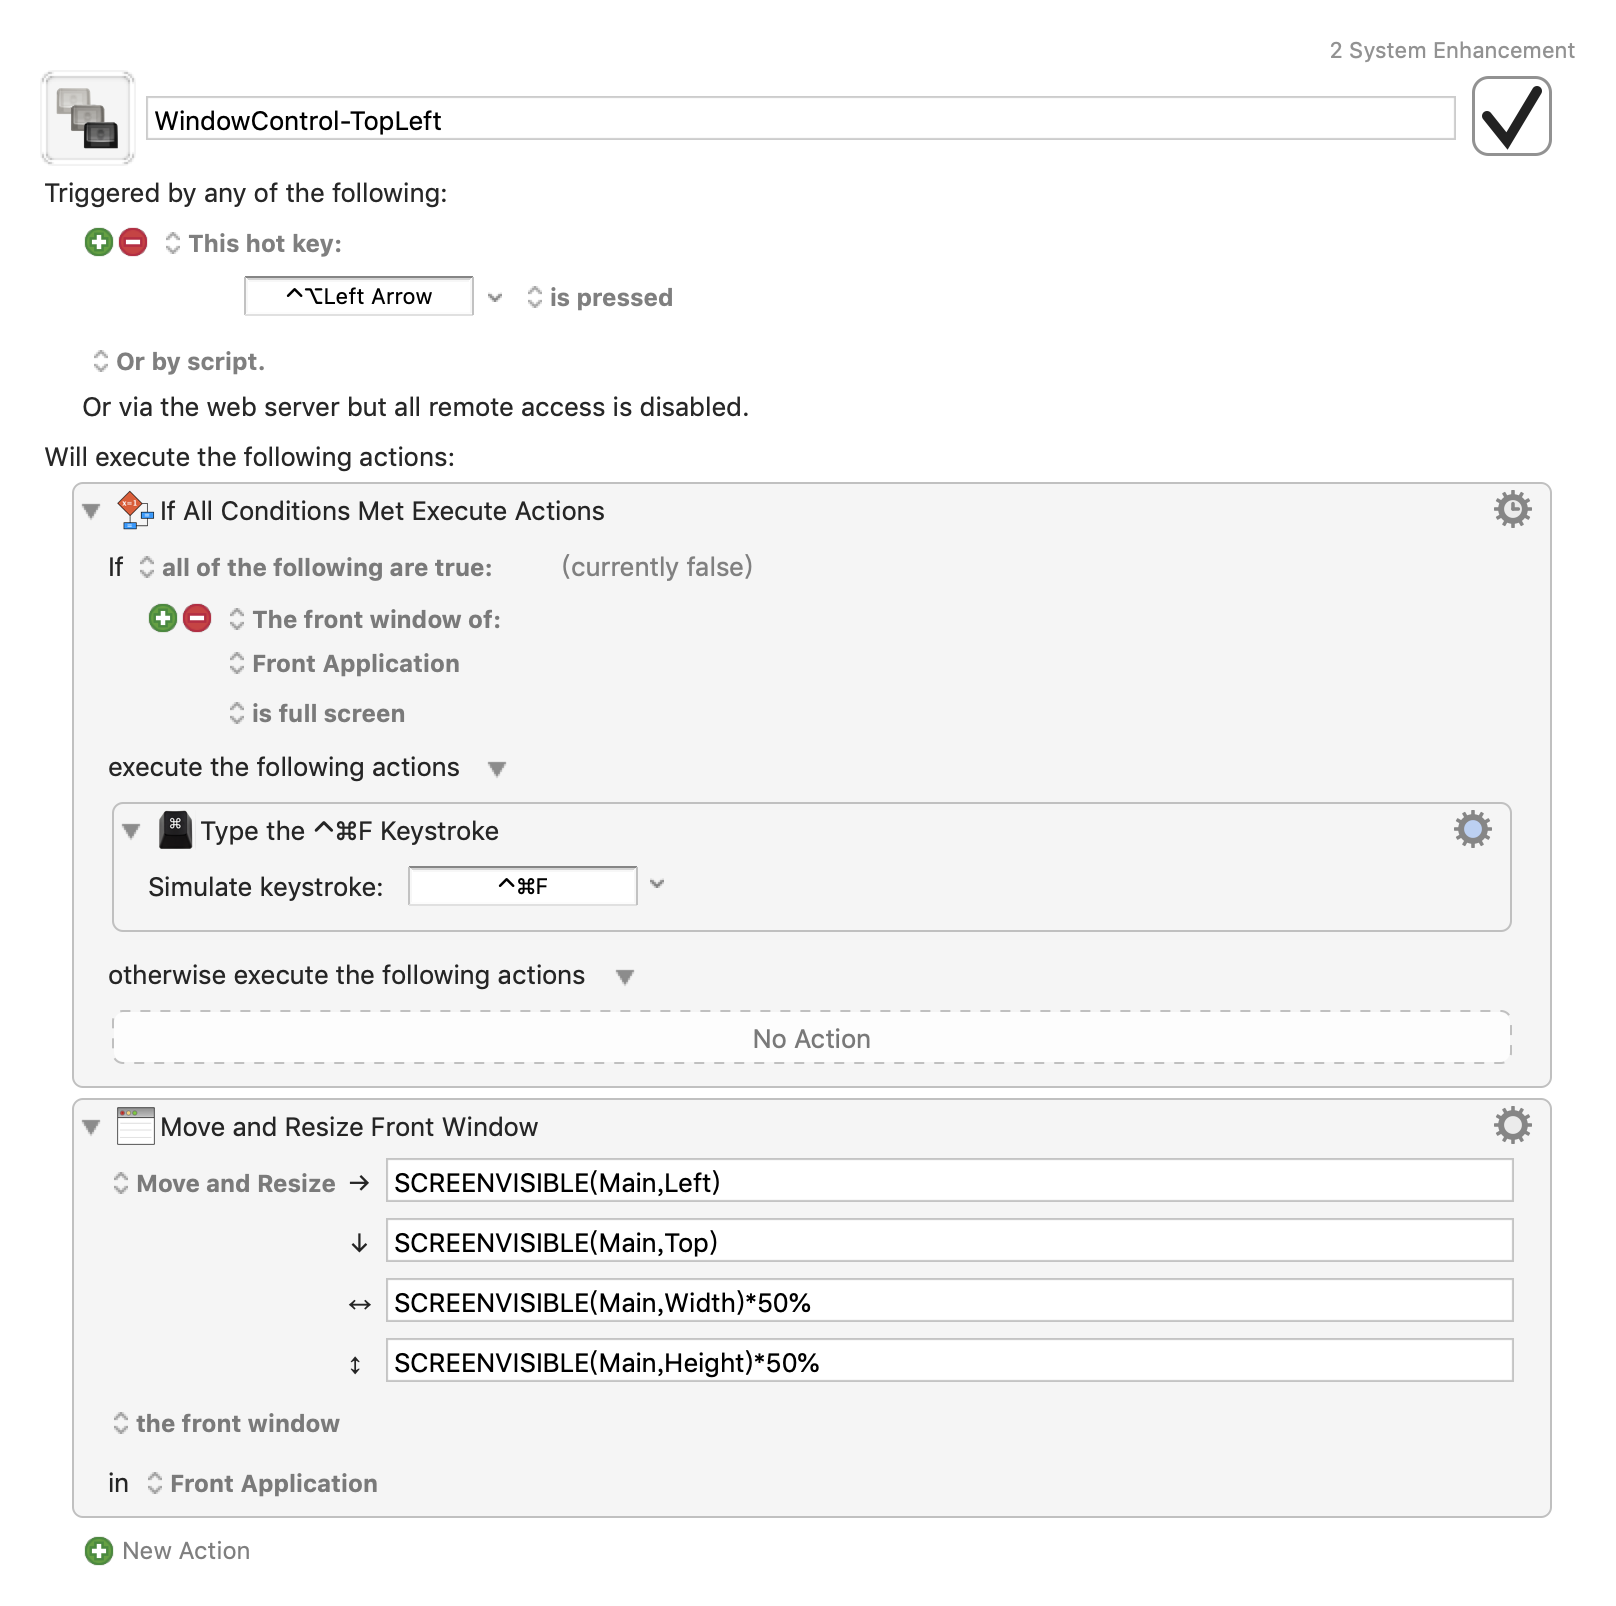 2 System Enhancement
WindowControl-TopLeft
Triggered by any of the following:
This hot key:
^⌥Left Arrow
is pressed
Or by script.
Or via the web server but all remote access is disabled.
Will execute the following actions:
If All Conditions Met Execute Actions
If all of the following are true: (currently false)
The front window of:
Front Application
is full screen
execute the following actions
Type the ^⌘F Keystroke
Simulate keystroke: ^⌘F
otherwise execute the following actions
No Action
Move and Resize Front Window
Move and Resize → SCREENVISIBLE(Main,Left)
↓ SCREENVISIBLE(Main,Top)
↔ SCREENVISIBLE(Main,Width)*50%
↕ SCREENVISIBLE(Main,Height)*50%
the front window
in Front Application
New Action